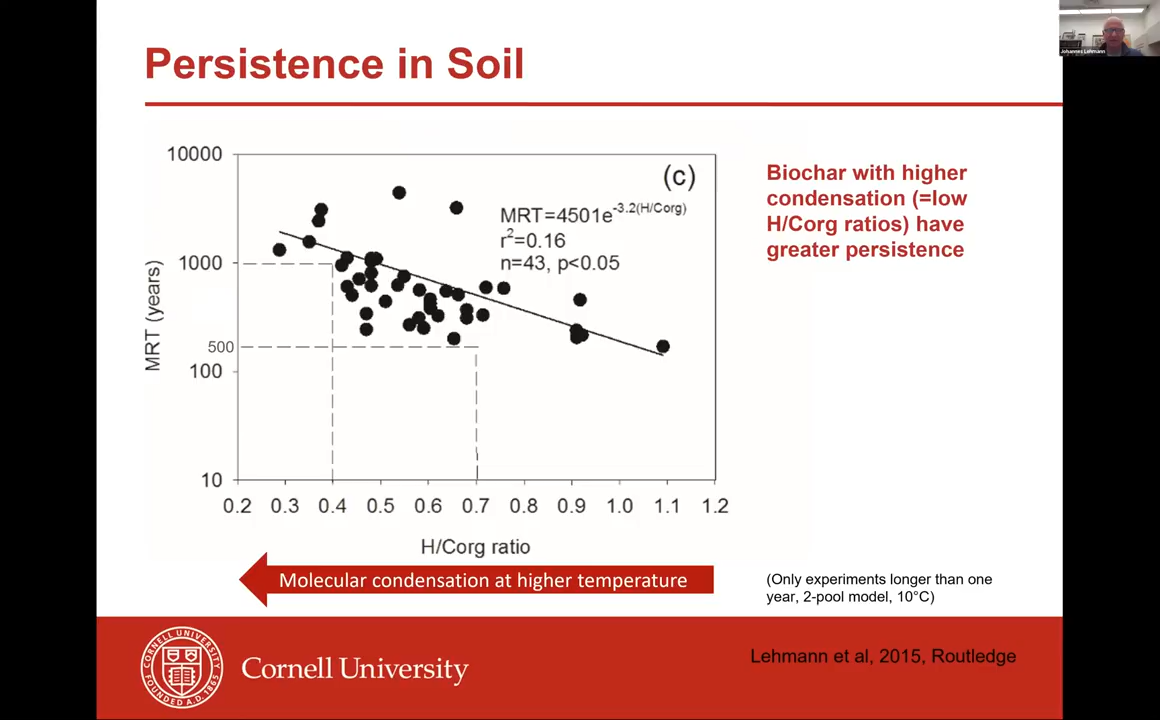 Persistence in Soil
Johannes Lehmann
10000
1000
500
100
10
MRT (years)
(c)
MRT=4501e-3.2(H/Corg)
r2=0.16
n=43, p<0.05
0.2 0.3 0.4 0.5 0.6 0.7 0.8 0.9 1.0 1.1 1.2
H/Corg ratio
Molecular condensation at higher temperature
Biochar with higher
condensation (=low
H/Corg ratios) have
greater persistence
(Only experiments longer than one
year, 2-pool model, 10°C)
CORNELL UNIVERSITY
FOUNDED A.D. 1865
Cornell University
Lehmann et al, 2015, Routledge